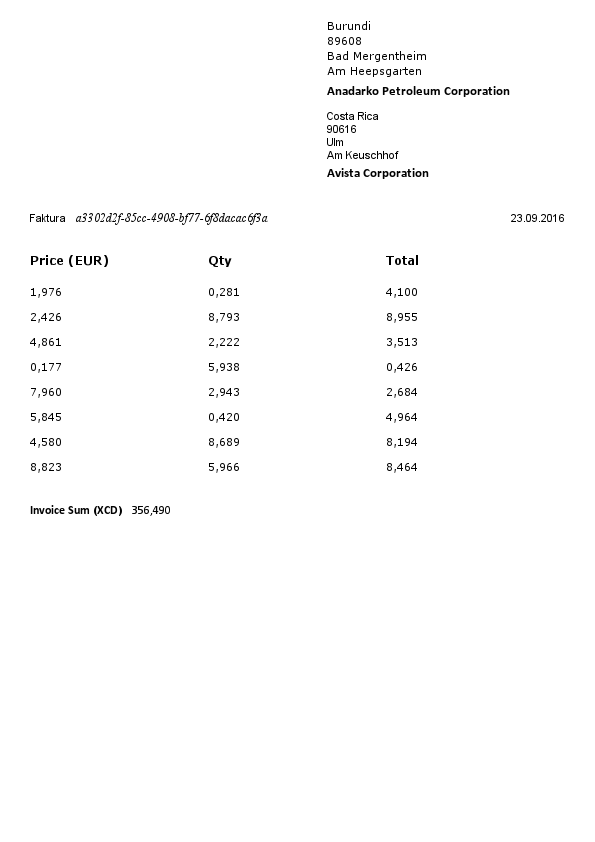 Burundi
89608
Bad Mergentheim
Am Heepsgarten
Anadarko Petroleum Corporation
Costa Rica
90616
Ulm
Am Keuschhof
Avista Corporation
Faktura a3302d2f-85cc-4908-bf77-6f8dacac6f3a 23.09.2016
Price (EUR) Qty Total
1,976 0,281 4,100
2,426 8,793 8,955
4,861 2,222 3,513
0,177 5,938 0,426
7,960 2,943 2,684
5,845 0,420 4,964
4,580 8,689 8,194
8,823 5,966 8,464
Invoice Sum (XCD) 356,490